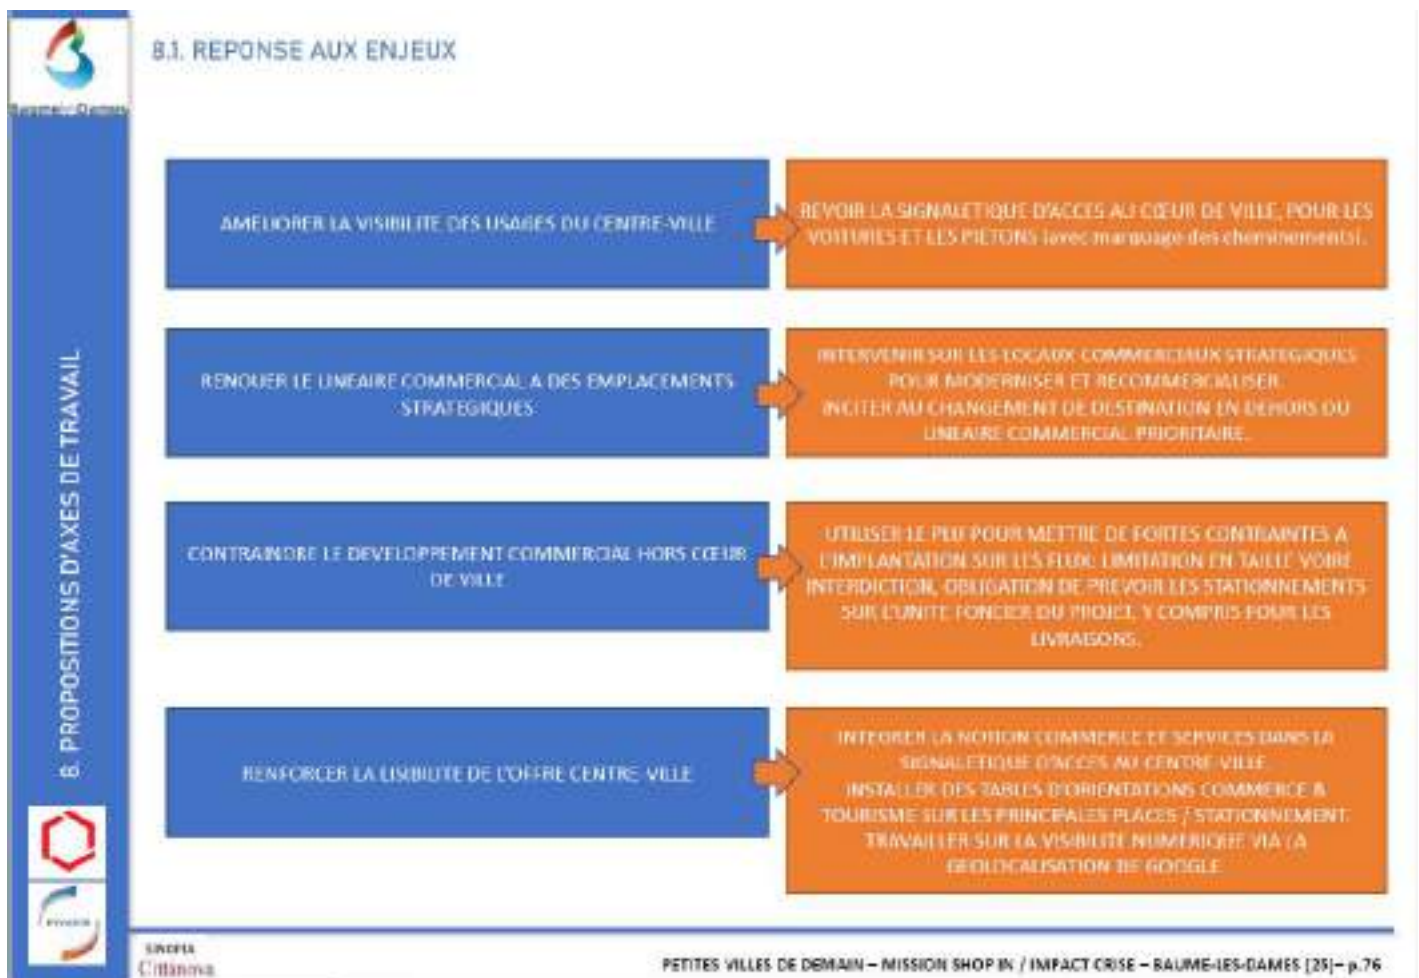 8.1. REPONSE AUX ENJEUX
Baume les Dames
8. PROPOSITIONS D'AXES DE TRAVAIL
AMELIORER LA VISIBILITE DES USAGES DU CENTRE-VILLE
REVOIR LA SIGNALETIQUE D'ACCES AU CŒUR DE VILLE, POUR LES
VOITURES ET LES PIETONS (avec marquage des cheminements).
RENOUER LE LINEAIRE COMMERCIAL A DES EMPLACEMENTS
STRATEGIQUES
INTERVENIR SUR LES LOCAUX COMMERCIAUX STRATEGIQUES
POUR MODERNISER ET RECOMMERCIALISER.
INCITER AU CHANGEMENT DE DESTINATION EN DEHORS DU
LINEAIRE COMMERCIAL PRIORITAIRE.
CONTRAINDRE LE DEVELOPPEMENT COMMERCIAL HORS CŒUR
DE VILLE
UTILISER LE PLU POUR METTRE DE FORTES CONTRAINTES A
L'IMPLANTATION SUR LES FLUX: LIMITATION EN TAILLE VOIRE
INTERDICTION, OBLIGATION DE PREVOIR LES STATIONNEMENTS
SUR L'UNITE FONCIER DU PROJET, Y COMPRIS POUR LES
LIVRAISONS.
RENFORCER LA LISIBILITE DE L'OFFRE CENTRE-VILLE
INTEGRER LA NOTION COMMERCE ET SERVICES DANS LA
SIGNALETIQUE D'ACCES AU CENTRE-VILLE.
INSTALLER DES TABLES D'ORIENTATIONS COMMERCE &
TOURISME SUR LES PRINCIPALES PLACES / STATIONNEMENT.
TRAVAILLER SUR LA VISIBILITE NUMERIQUE VIA LA
GEOLOCALISATION DE GOOGLE
SINOPIA
Cittànova
PETITES VILLES DE DEMAIN – MISSION SHOP IN / IMPACT CRISE – BAUME-LES-DAMES [25]– p.76